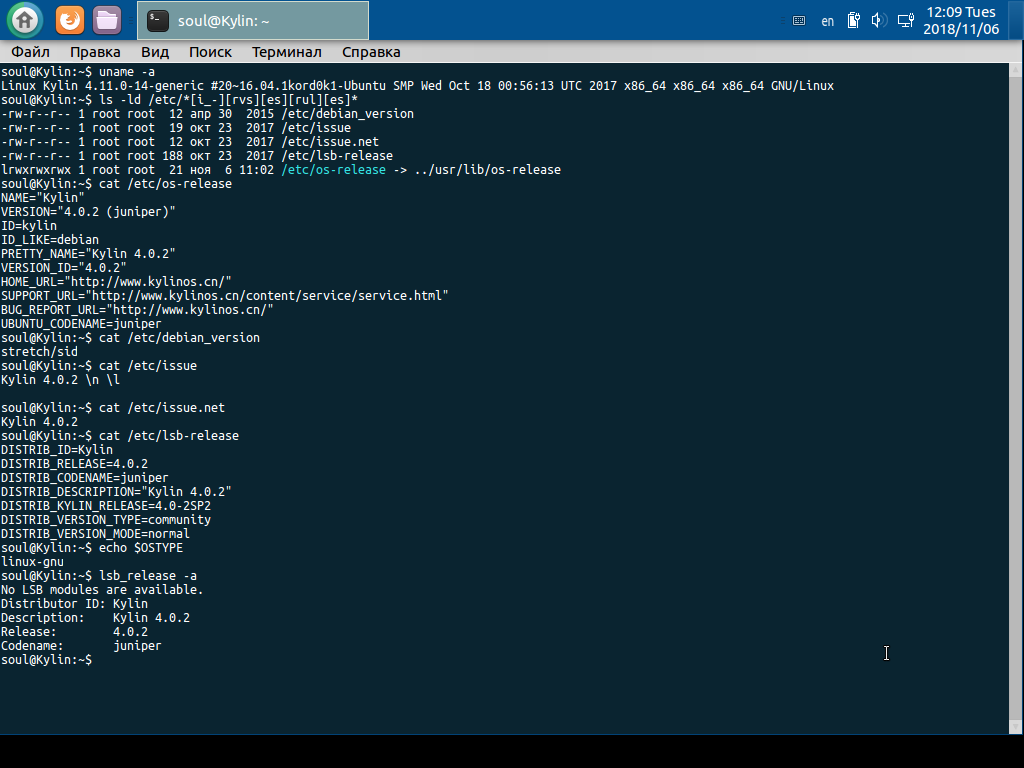 soul@Kylin: ~
en
12:09 Tues
2018/11/06
Файл Правка Вид Поиск Терминал Справка
soul@Kylin:~$ uname -a
Linux Kylin 4.11.0-14-generic #20~16.04.1kord0k1-Ubuntu SMP Wed Oct 18 00:56:13 UTC 2017 x86_64 x86_64 x86_64 GNU/Linux
soul@Kylin:~$ ls -ld /etc/*[i_-][rvs][es][rul][es]*
-rw-r--r-- 1 root root  12 апр 30  2015 /etc/debian_version
-rw-r--r-- 1 root root  19 окт 23  2017 /etc/issue
-rw-r--r-- 1 root root  12 окт 23  2017 /etc/issue.net
-rw-r--r-- 1 root root 188 окт 23  2017 /etc/lsb-release
lrwxrwxrwx 1 root root  21 ноя  6 11:02 /etc/os-release -> ../usr/lib/os-release
soul@Kylin:~$ cat /etc/os-release
NAME="Kylin"
VERSION="4.0.2 (juniper)"
ID=kylin
ID_LIKE=debian
PRETTY_NAME="Kylin 4.0.2"
VERSION_ID="4.0.2"
HOME_URL="http://www.kylinos.cn/"
SUPPORT_URL="http://www.kylinos.cn/content/service/service.html"
BUG_REPORT_URL="http://www.kylinos.cn/"
UBUNTU_CODENAME=juniper
soul@Kylin:~$ cat /etc/debian_version
stretch/sid
soul@Kylin:~$ cat /etc/issue
Kylin 4.0.2 \n \l
soul@Kylin:~$ cat /etc/issue.net
Kylin 4.0.2
soul@Kylin:~$ cat /etc/lsb-release
DISTRIB_ID=Kylin
DISTRIB_RELEASE=4.0.2
DISTRIB_CODENAME=juniper
DISTRIB_DESCRIPTION="Kylin 4.0.2"
DISTRIB_KYLIN_RELEASE=4.0-2SP2
DISTRIB_VERSION_TYPE=community
DISTRIB_VERSION_MODE=normal
soul@Kylin:~$ echo $OSTYPE
linux-gnu
soul@Kylin:~$ lsb_release -a
No LSB modules are available.
Distributor ID: Kylin
Description:    Kylin 4.0.2
Release:        4.0.2
Codename:       juniper
soul@Kylin:~$